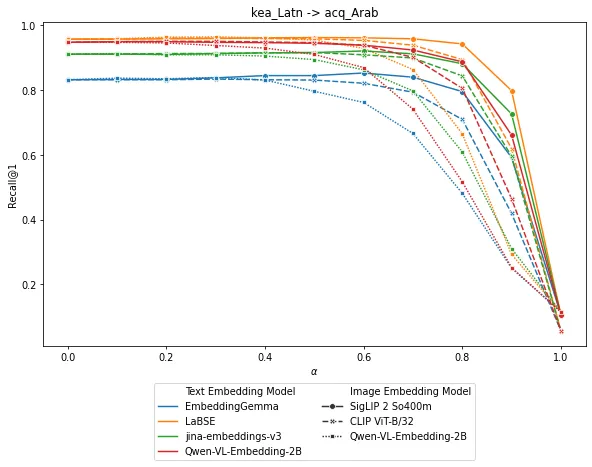 kea_Latn -> acq_Arab
Recall@1
1.0
0.8
0.6
0.4
0.2
0.0 0.2 0.4 0.6 0.8 1.0
α
Text Embedding Model
EmbeddingGemma
LaBSE
jina-embeddings-v3
Qwen-VL-Embedding-2B
Image Embedding Model
SigLIP 2 So400m
CLIP ViT-B/32
Qwen-VL-Embedding-2B